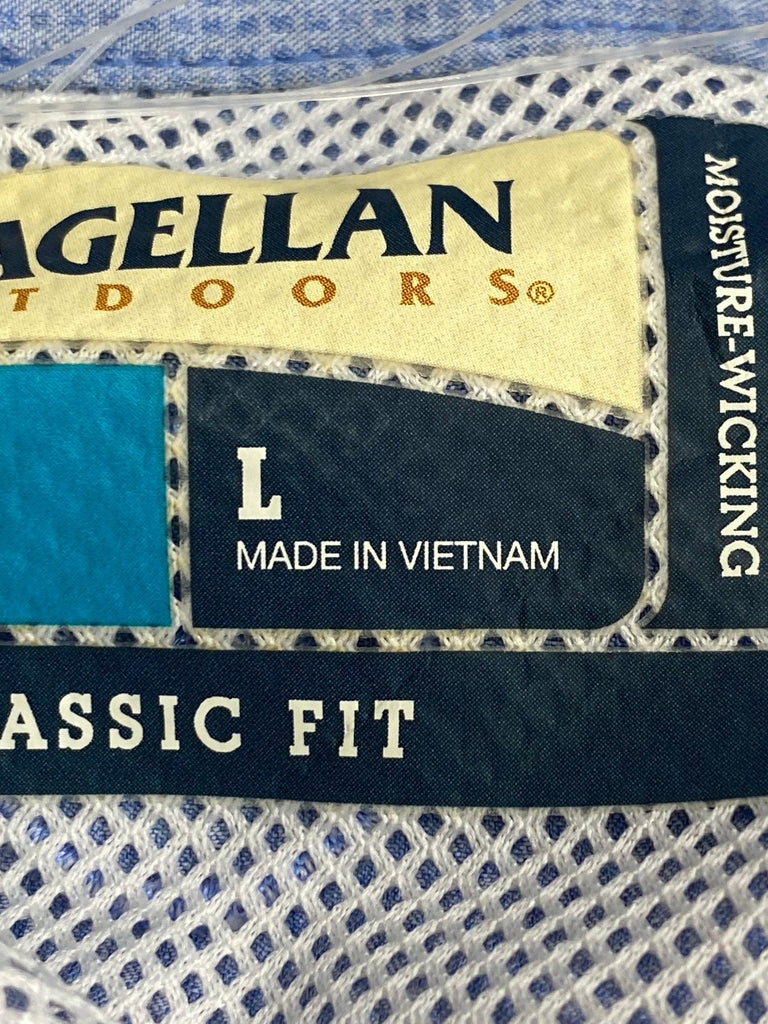 AGELLAN
TDOORS®
L
MADE IN VIETNAM
MOISTURE-WICKING
ASSIC FIT